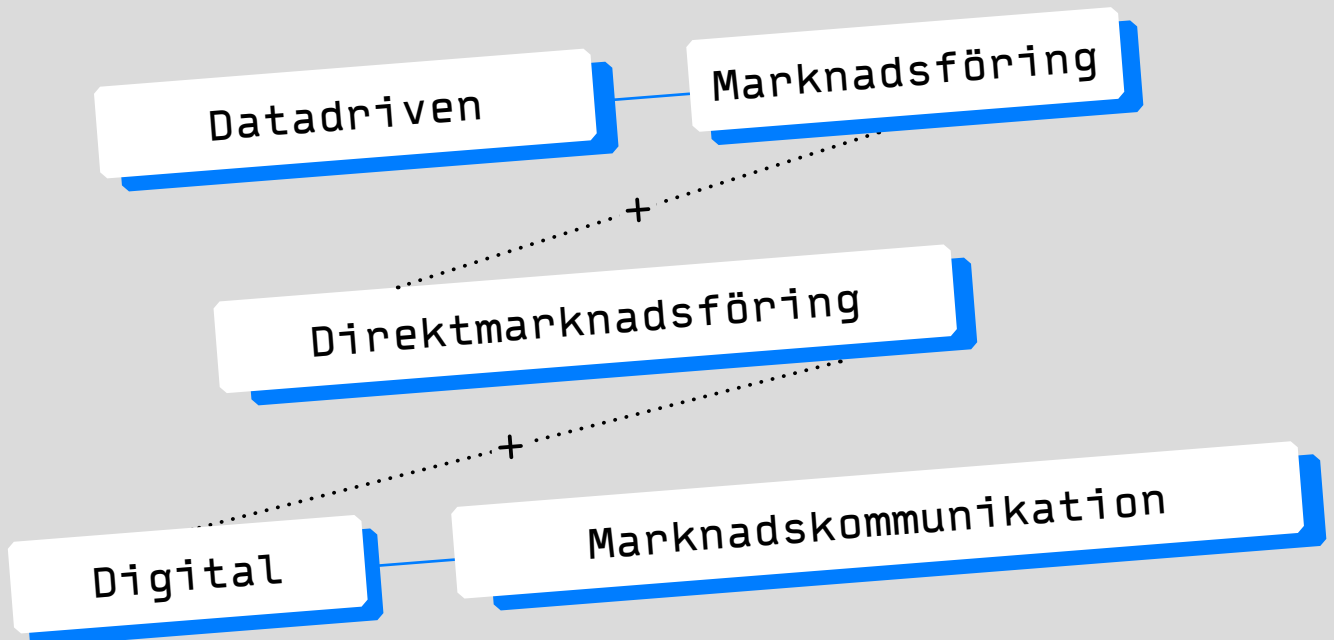 Datadriven Marknadsföring
+
Direktmarknadsföring
+
Digital Marknadskommunikation